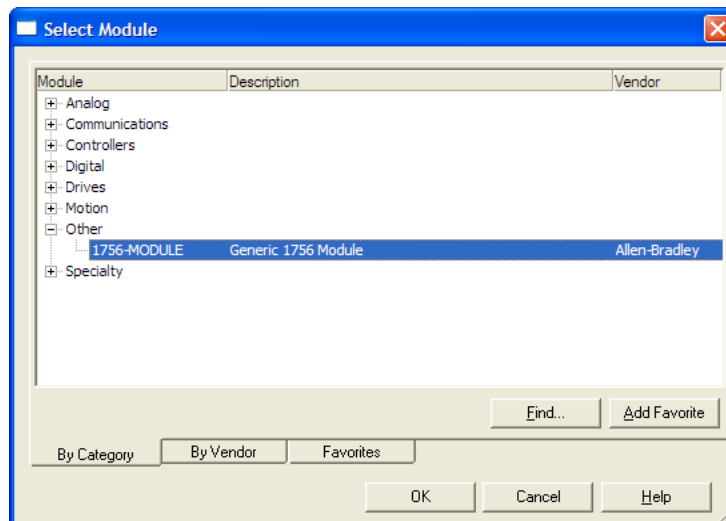 Select Module
Module Description Vendor
Analog
Communications
Controllers
Digital
Drives
Motion
Other
1756-MODULE Generic 1756 Module Allen-Bradley
Specialty
Find... Add Favorite
By Category By Vendor Favorites
OK Cancel Help